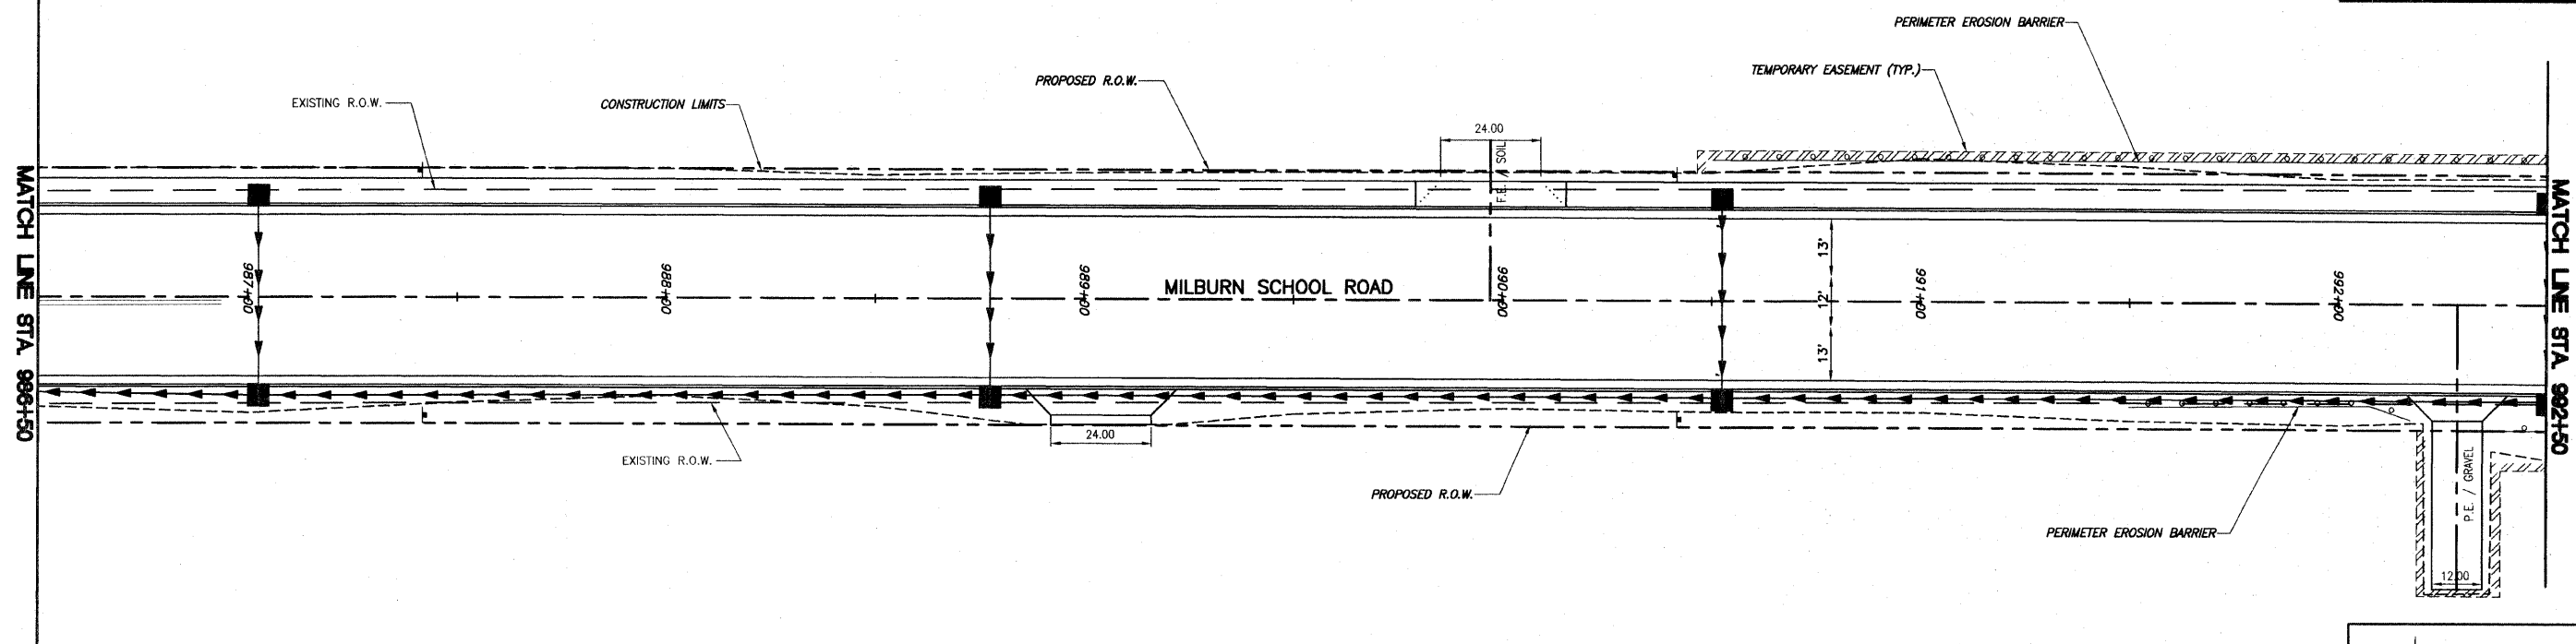 PERIMETER EROSION BARRIER
TEMPORARY EASEMENT (TYP.)
PROPOSED R.O.W.
EXISTING R.O.W.
CONSTRUCTION LIMITS
24.00
F.E. / SOIL
MATCH LINE STA. 986+50
MATCH LINE STA. 992+50
987+00
988+00
989+00
MILBURN SCHOOL ROAD
990+00
991+00
992+00
13'
12'
13'
24.00
EXISTING R.O.W.
PROPOSED R.O.W.
P.E. / GRAVEL
PERIMETER EROSION BARRIER
12.00